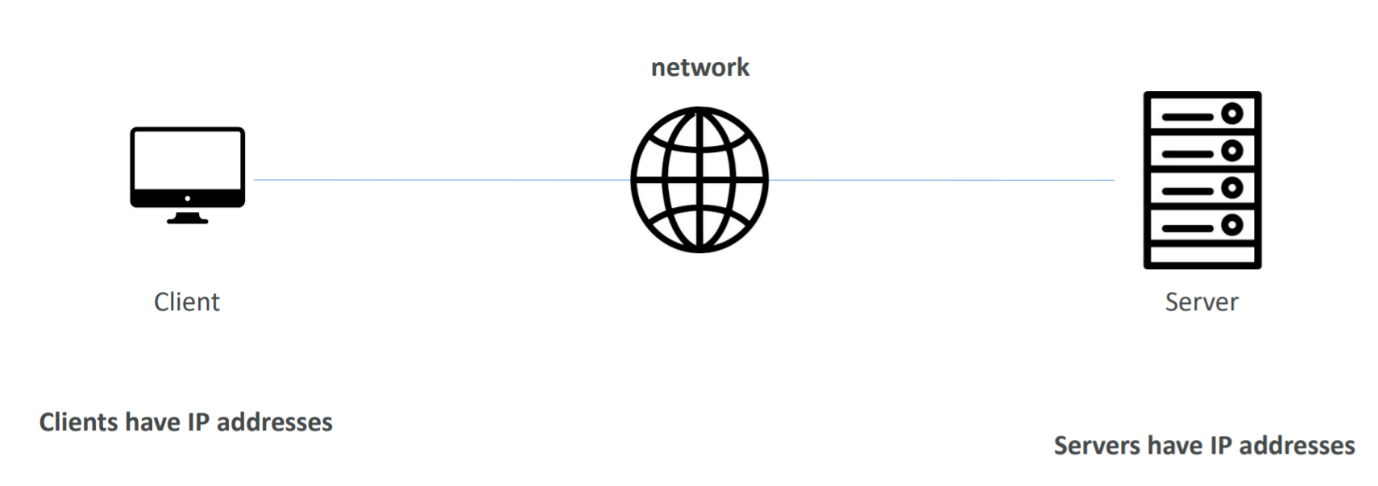 network
Client
Server
Clients have IP addresses
Servers have IP addresses